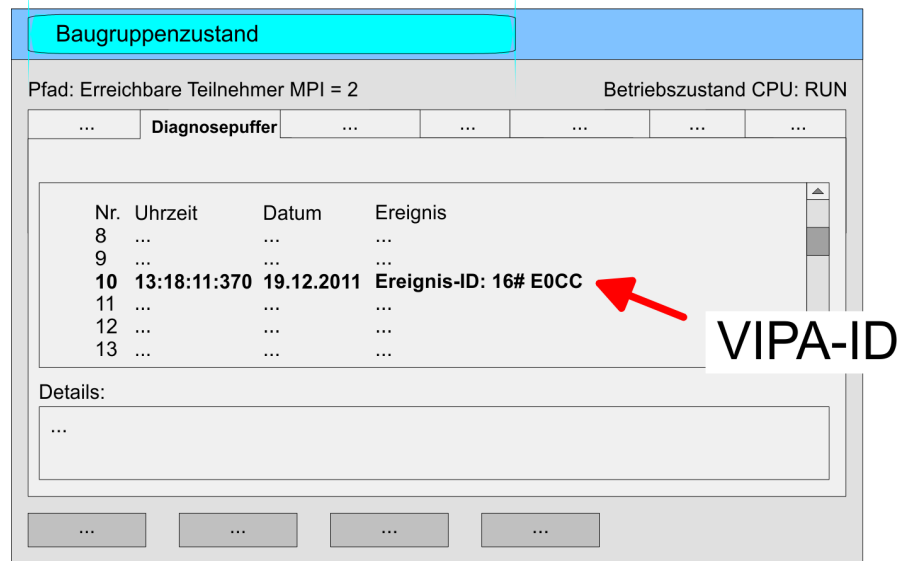 Baugruppenzustand
Pfad: Erreichbare Teilnehmer MPI = 2 Betriebszustand CPU: RUN
... Diagnosepuffer ... ... ... ... ...
Nr. Uhrzeit Datum Ereignis
8 ... ... ...
9 ... ... ...
10 13:18:11:370 19.12.2011 Ereignis-ID: 16# E0CC
11 ... ... ...
12 ... ... ...
13 ... ... ...
VIPA-ID
Details:
...
... ... ... ...